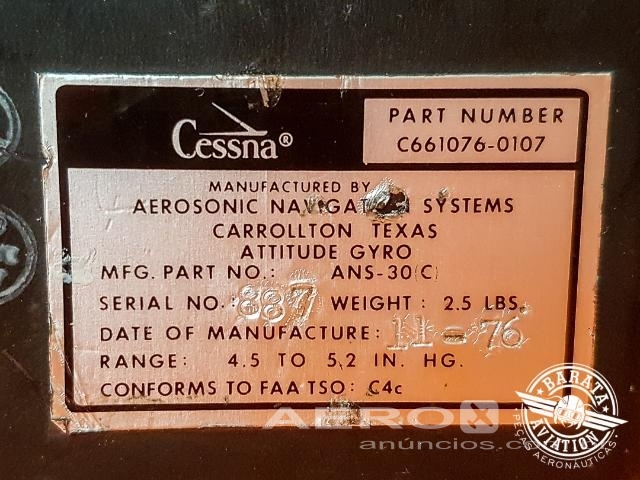 Cessna®
PART NUMBER
C661076-0107
MANUFACTURED BY
AEROSONIC NAVIGATION SYSTEMS
CARROLLTON TEXAS
ATTITUDE GYRO
MFG. PART NO.: ANS-30(C)
SERIAL NO.: 887 WEIGHT: 2.5 LBS.
DATE OF MANUFACTURE: 11-76
RANGE: 4.5 TO 5.2 IN. HG.
CONFORMS TO FAA TSO: C4c
AEROX
anúncios.c
BARATA
AVIATION
PEÇAS AERONÁUTICAS